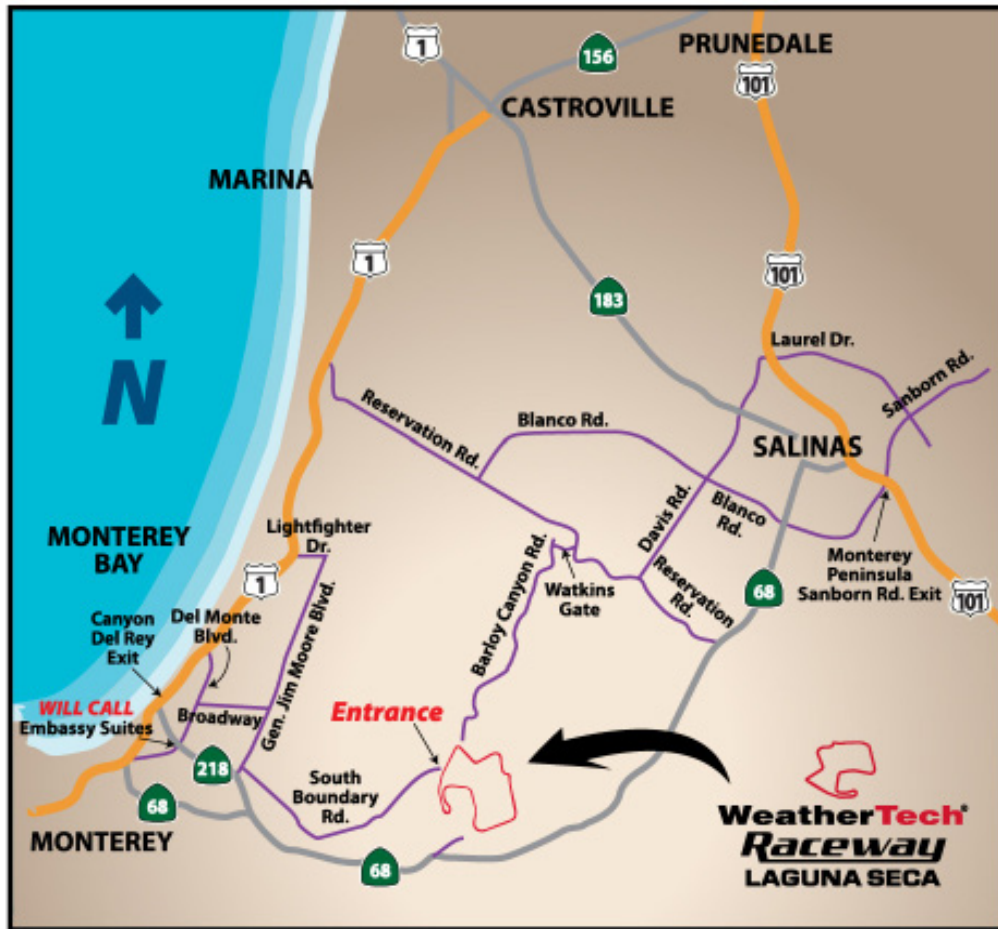 1
156
PRUNEDALE
101
CASTROVILLE
MARINA
1
101
183
N
Laurel Dr.
Sanborn Rd.
Reservation Rd.
Blanco Rd.
SALINAS
Davis Rd.
Blanco
Rd.
MONTEREY
BAY
Lightfighter
Dr.
1
Monterey
Peninsula
Sanborn Rd. Exit
101
68
Watkins
Gate
Reservation
Rd.
Barloy Canyon Rd.
Gen. Jim Moore Blvd.
Canyon
Del Rey
Exit
Del Monte
Blvd.
WILL CALL
Embassy Suites
Broadway
Entrance
218
South
Boundary
Rd.
68
MONTEREY
68
WeatherTech®
Raceway
LAGUNA SECA